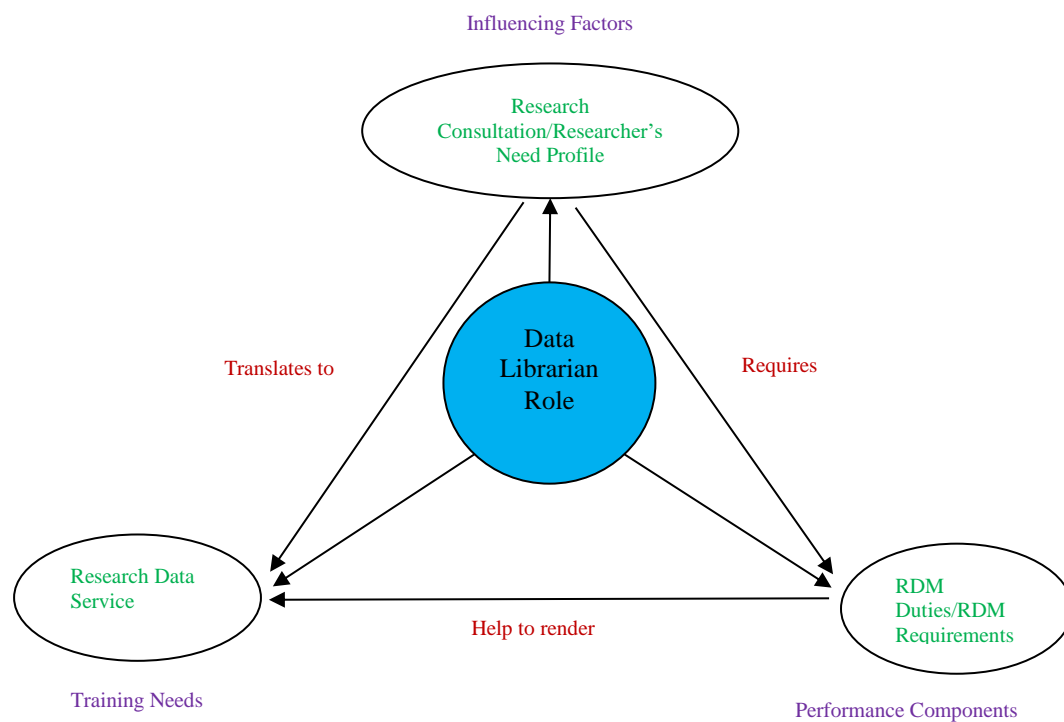 Influencing Factors
Research
Consultation/Researcher’s
Need Profile
Data
Librarian
Role
Translates to
Requires
Research Data
Service
RDM
Duties/RDM
Requirements
Help to render
Training Needs
Performance Components